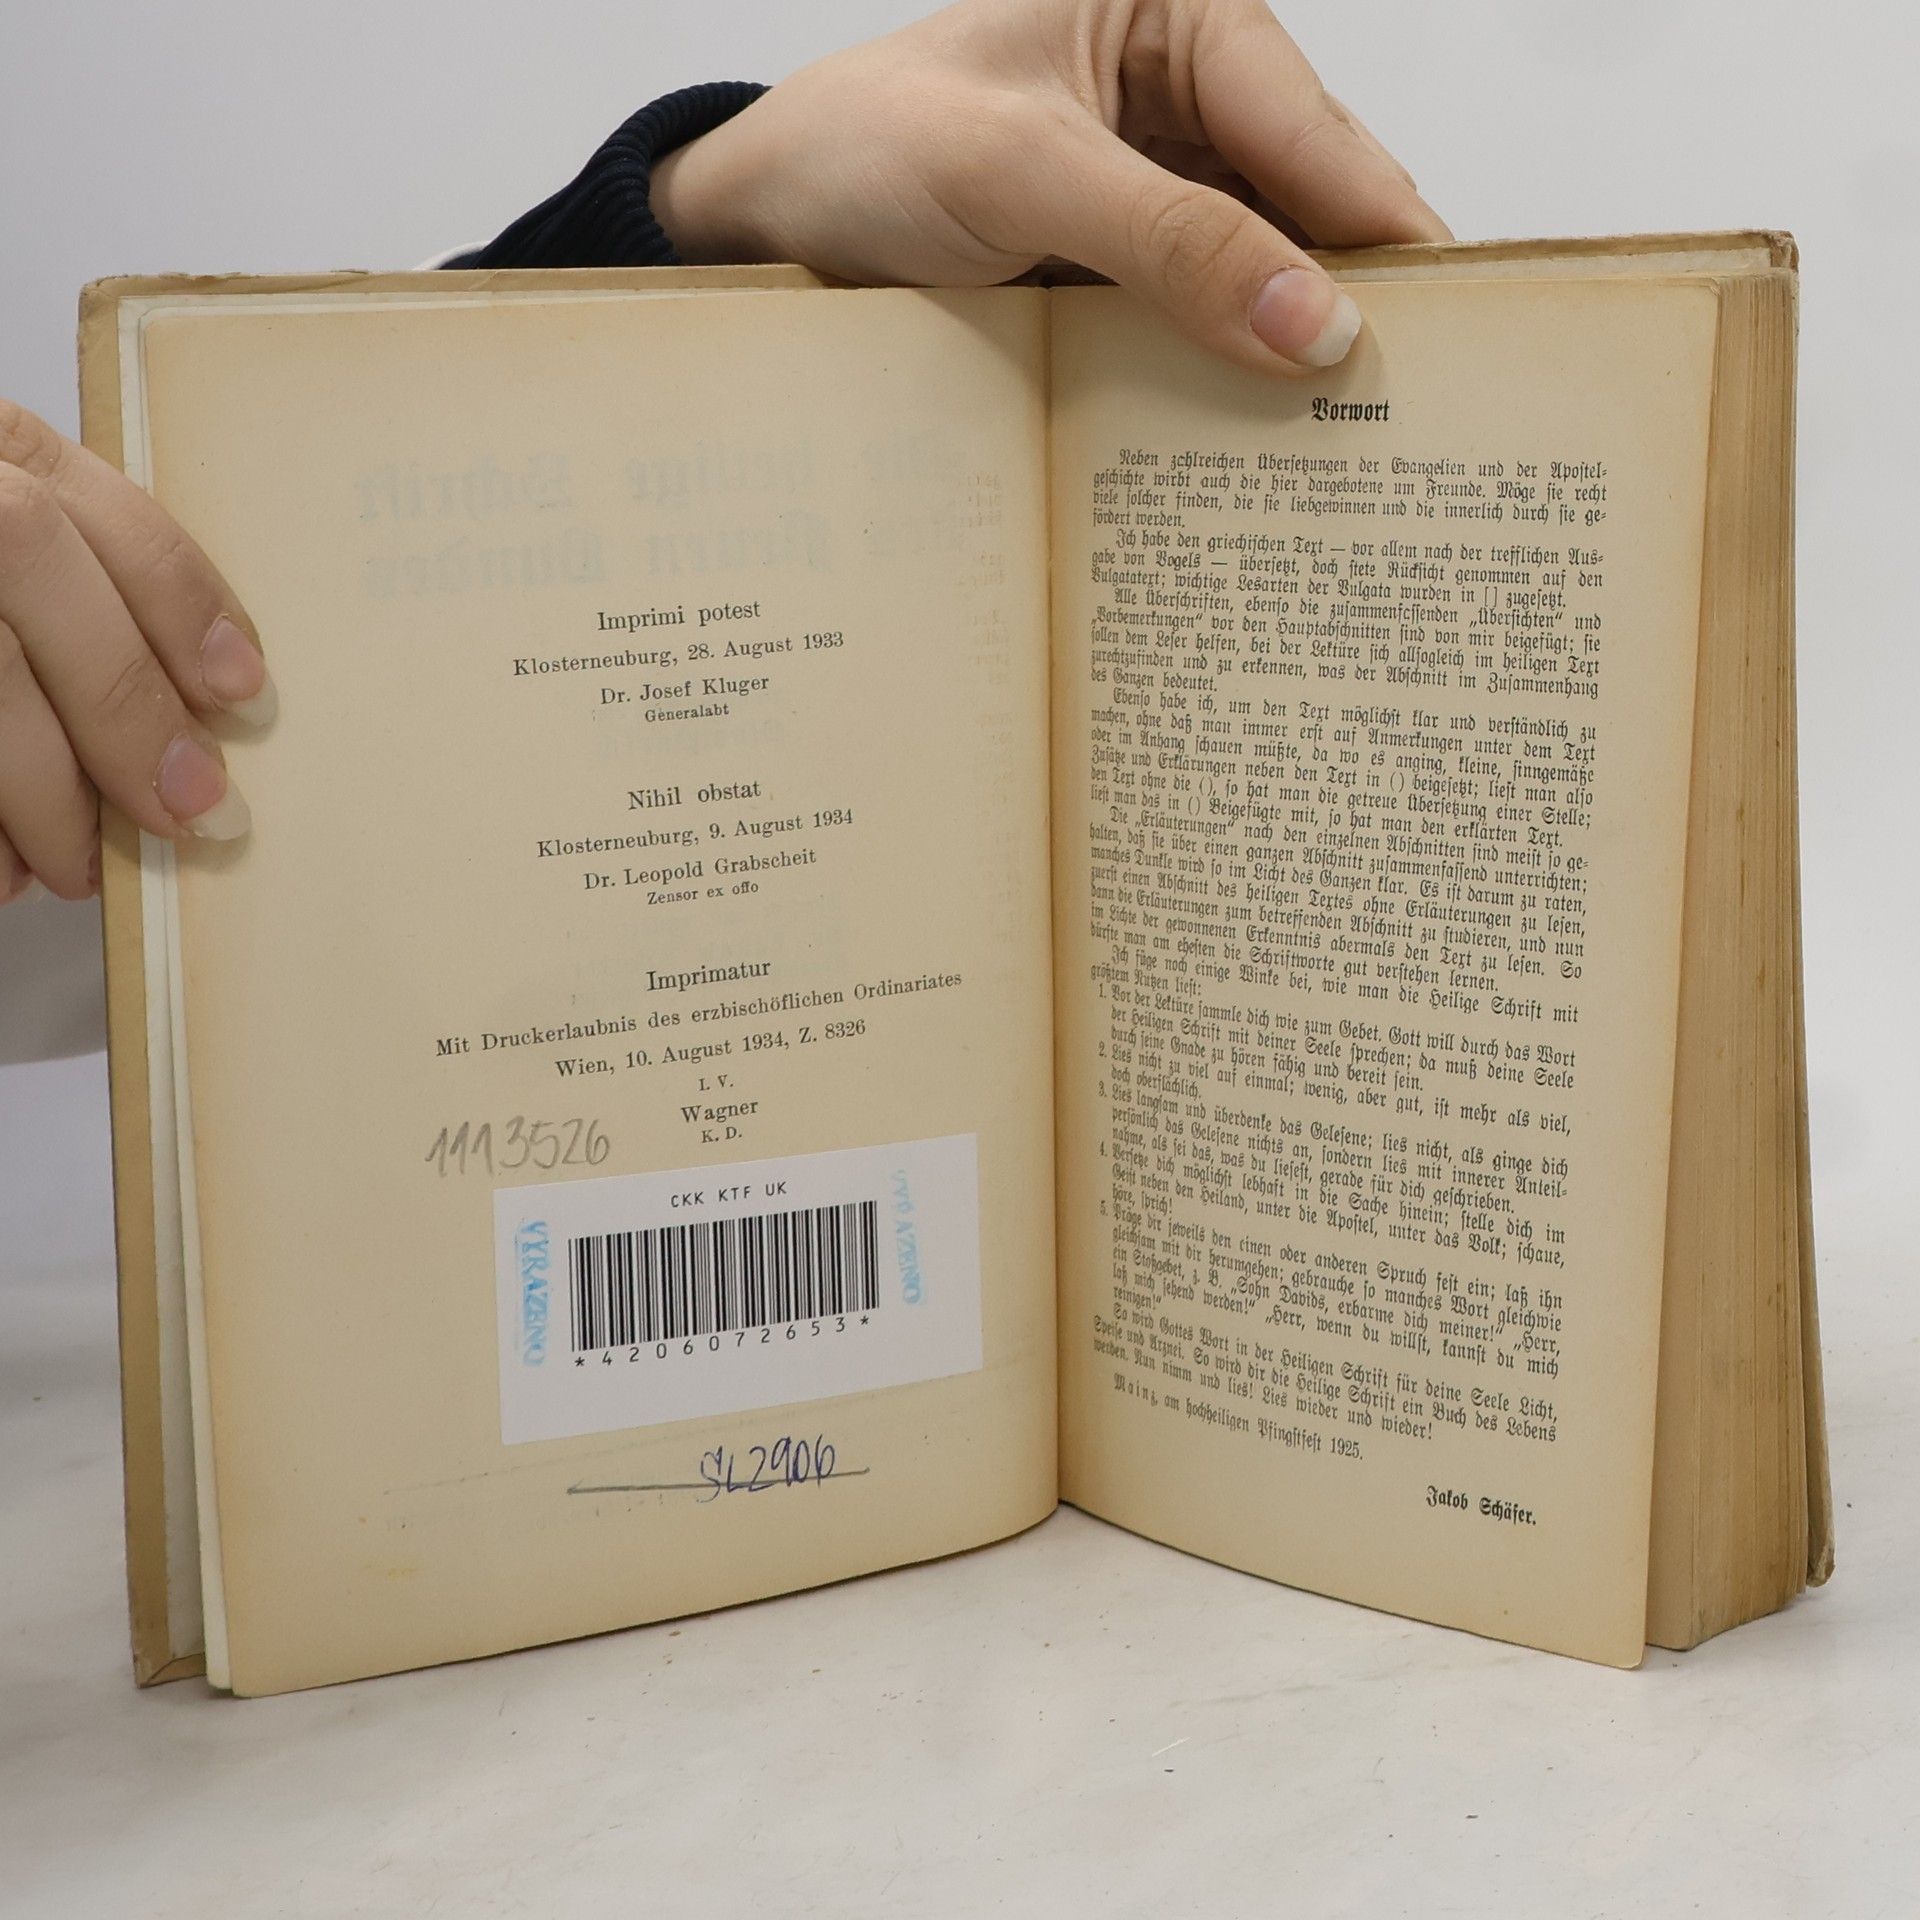 Imprimi potest
Klosterneuburg, 28. August 1933
Dr. Josef Kluger
Generalabt
Nihil obstat
Klosterneuburg, 9. August 1934
Dr. Leopold Grabscheit
Zensor ex offo
Imprimatur
Mit Druckerlaubnis des erzbischöflichen Ordinariates
Wien, 10. August 1934, Z. 8326
I. V.
Wagner
K. D.
1113526
CKK KTF UK
VYŘAZENO
VYŘAZENO
*4206072653*
SL2906
Vorwort
Neben zahlreichen Übersetzungen der Evangelien und der Apostel-
geschichte wirbt auch die hier dargebotene um Freunde. Möge sie recht
viele solcher finden, die sie liebgewinnen und die innerlich durch sie ge-
fördert werden.
Ich habe den griechischen Text — vor allem nach der trefflichen Aus-
gabe von Vogels — übersetzt, doch stets Rücksicht genommen auf den
Vulgatatext; wichtige Lesarten der Vulgata wurden in [] zugesetzt.
Alle Überschriften, ebenso die zusammenfassenden „Übersichten“ und
„Vorbemerkungen“ vor den Hauptabschnitten sind von mir beigefügt; sie
sollen dem Leser helfen, bei der Lektüre sich allsogleich im heiligen Text
zurechtzufinden und zu erkennen, was der Abschnitt im Zusammenhang
des Ganzen bedeutet.
Ebenso habe ich, um den Text möglichst klar und verständlich zu
machen, ohne daß man immer erst auf Anmerkungen unter dem Text
oder im Anhang schauen müßte, da wo es anging, kleine, sinngemäße
Zusätze und Erklärungen neben den Text in () beigesetzt; liest man also
den Text ohne die (), so hat man die getreue Übersetzung einer Stelle;
liest man das in () Beigefügte mit, so hat man den erklärten Text.
Die „Erläuterungen“ nach den einzelnen Abschnitten sind meist so ge-
halten, daß sie über einen ganzen Abschnitt zusammenfassend unterrichten;
manches Dunkle wird so im Licht des Ganzen klar. Es ist darum zu raten,
zuerst einen Abschnitt des heiligen Textes ohne Erläuterungen zu lesen,
dann die Erläuterungen zum betreffenden Abschnitt zu studieren, und nun
im Lichte der gewonnenen Erkenntnis abermals den Text zu lesen. So
dürfte man am ehesten die Schriftworte gut verstehen lernen.
Ich füge noch einige Winke bei, wie man die Heilige Schrift mit
größtem Nutzen liest:
1. Vor der Lektüre sammle dich wie zum Gebet. Gott will durch das Wort
der Heiligen Schrift mit deiner Seele sprechen; da muß deine Seele
durch seine Gnade zu hören fähig und bereit sein.
2. Lies nicht zu viel auf einmal; wenig, aber gut, ist mehr als viel,
doch oberflächlich.
3. Lies langsam und überdenke das Gelesene; lies nicht, als ginge dich
persönlich das Gelesene nichts an, sondern lies mit innerer Anteil-
nahme, als sei das, was du liesest, gerade für dich geschrieben.
4. Versetze dich möglichst lebhaft in die Sache hinein; stelle dich im
Geist neben den Heiland, unter die Apostel, unter das Volk; schaue,
höre, sprich!
5. Präge dir jeweils den einen oder anderen Spruch fest ein; laß ihn
gleichsam mit dir herumgehen; gebrauche so manches Wort gleichwie
ein Stoßgebet, z. B. „Sohn Davids, erbarme dich meiner!“ „Herr,
laß mich sehend werden!“ „Herr, wenn du willst, kannst du mich
reinigen!“
So wird Gottes Wort in der Heiligen Schrift für deine Seele Licht,
Speise und Arznei. So wird dir die Heilige Schrift ein Buch des Lebens
werden. Nun nimm und lies! Lies wieder und wieder!
Mainz, am hochheiligen Pfingstfest 1925.
Jakob Schäfer.